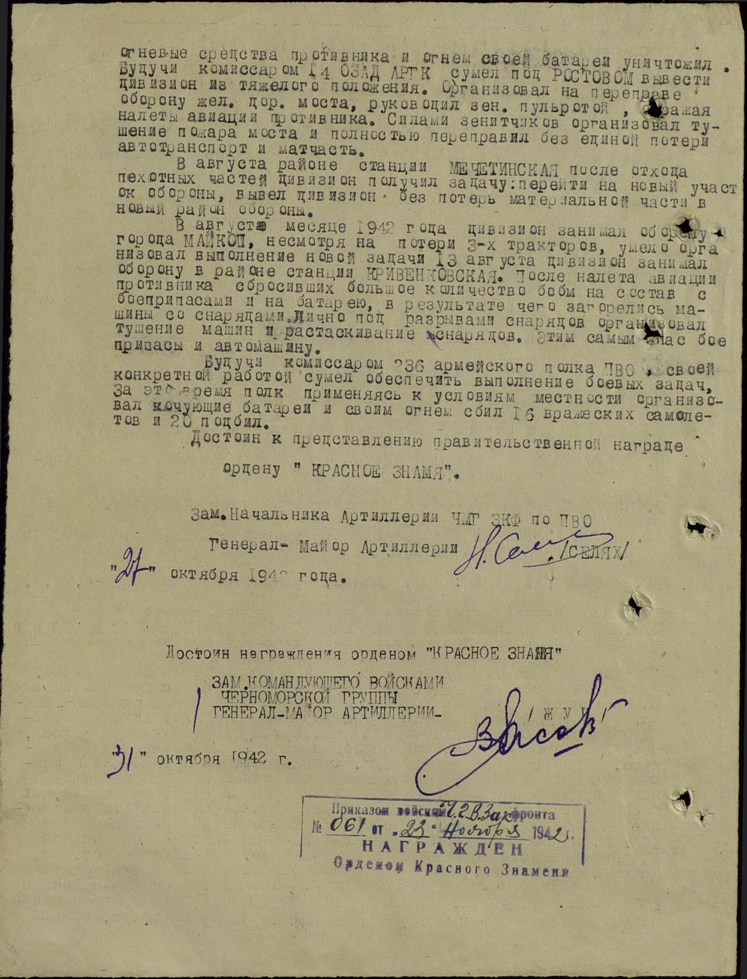 огневые средства противника и огнем своей батареи уничтожил.
Будучи комиссаром 14 ОЗАД АРГК сумел под РОСТОВОМ вывести
дивизион из тяжелого положения. Организовал на переправе
оборону жел. дор. моста, руководил зен. пульротой,
налеты авиации противника. Силами зенитчиков организовал ту-
шение пожара моста и полностью переправил без единой потери
автотранспорт и матчасть.
В августа районе станции МЕЧЕТИНСКАЯ после отхода
пехотных частей дивизион получил задачу: перейти на новый участ
ок обороны, вывел дивизион без потерь материальной части в
новый район обороны.
В августе месяце 1942 года дивизион занимал оборону
города МАЙКОП, несмотря на потери 3-х тракторов, умело орга
низовал выполнение новой задачи 13 августа дивизион занимал
оборону в районе станции КРИВЕНКОВСКАЯ. После налета авиации
противника сбросивших большое количество бомбы на состав с
боеприпасами и на батарею, в результате чего загорелись ма-
шины со снарядами. Лично под разрывами снарядов организовал
тушение машин и растаскивание снарядов. Этим самым спас бое
припасы и автомашину.
Будучи комиссаром 236 армейского полка ПВО, своей
конкретной работой сумел обеспечить выполнение боевых задач,
За это время полк применяясь к условиям местности организо-
вал кочующие батареи и своим огнем сбил 16 вражеских самоле-
тов и 20 подбил.
Достоин к представлению правительственной награде
ордену " КРАСНОЕ ЗНАМЯ".
Зам. Начальника Артиллерии ЧМГ ЗКФ по ПВО
Генерал- Майор Артиллерии /СЕЛЯХ/
"27" октября 1942 года.
Достоин награждения орденом "КРАСНОЕ ЗНАМЯ"
ЗАМ. КОМАНДУЮЩЕГО ВОЙСКАМИ
ЧЕРНОМОРСКОЙ ГРУППЫ
ГЕНЕРАЛ-МАЙОР АРТИЛЛЕРИИ- /ЖУК/
"31" октября 1942 г.
Приказом войскам фронта
№ 061 от "23" Ноября 1942г.
НАГРАЖДЕН
Орденом Красного Знамени